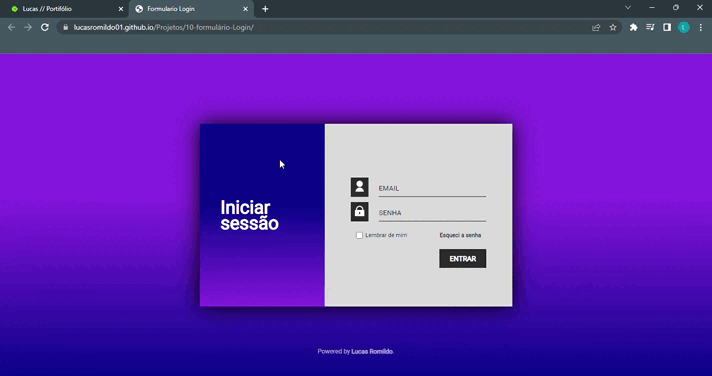 Lucas // Portifólio
Formulario Login
lucasromildo01.github.io/Projetos/10-formulário-Login/
L
Iniciar
sessão
EMAIL
SENHA
Lembrar de mim
Esqueci a senha
ENTRAR
Powered by Lucas Romildo.